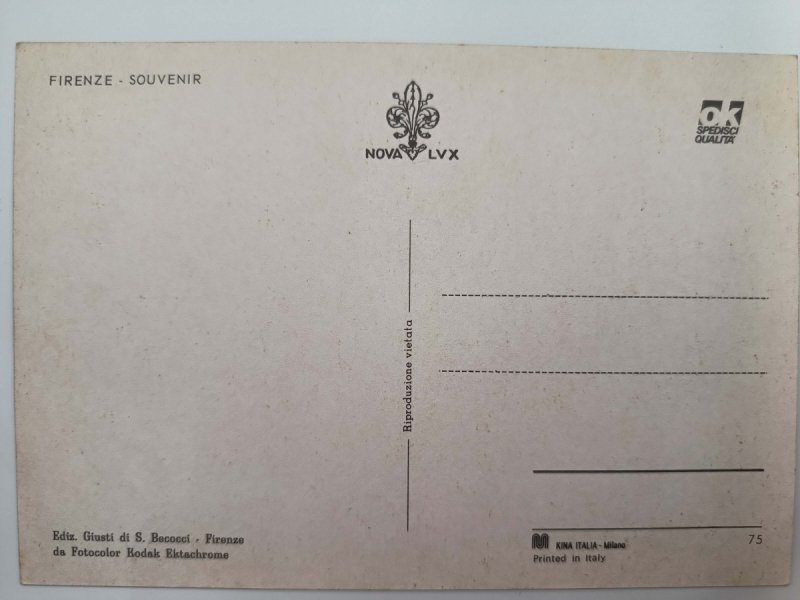 FIRENZE - SOUVENIR
NOVA LVX
ok
SPEDISCI
QUALITÀ
Riproduzione vietata
Ediz. Giusti di S. Becocci - Firenze
da Fotocolor Kodak Ektachrome
M KINA ITALIA - Milano
Printed in Italy
75